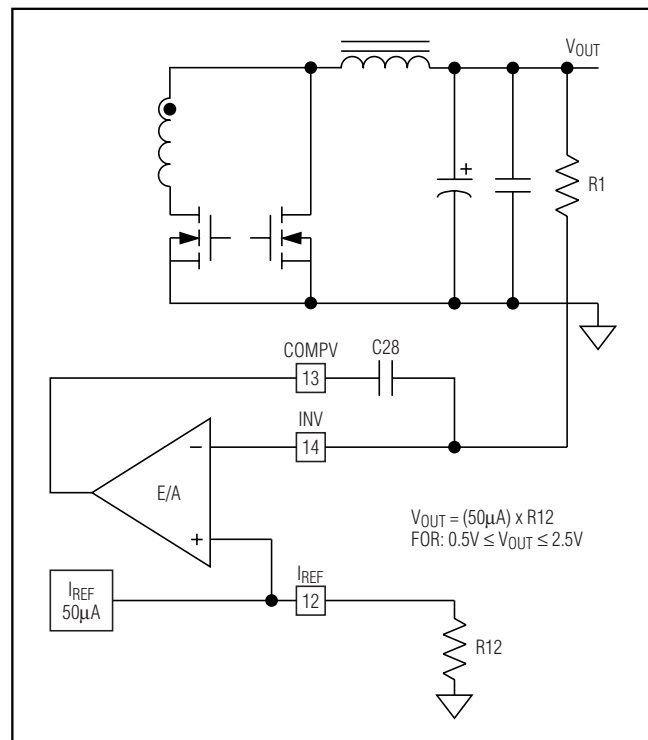 VOUT
+
R1
COMPV
C28
13
INV
14
−
E/A
+
VOUT = (50µA) x R12
FOR: 0.5V ≤ VOUT ≤ 2.5V
IREF
IREF
50µA
12
R12